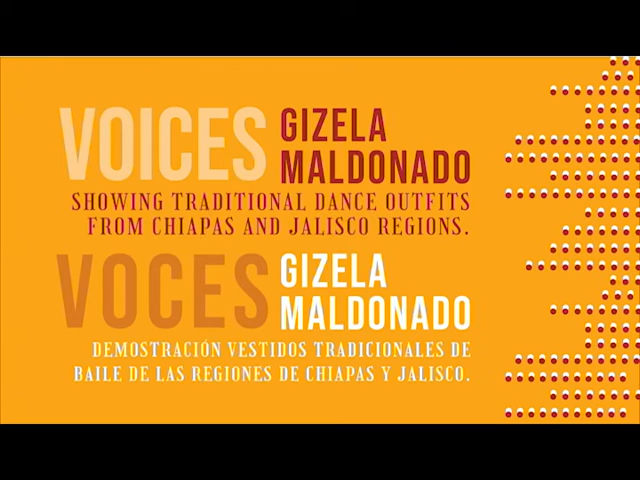 VOICES GIZELA
MALDONADO
SHOWING TRADITIONAL DANCE OUTFITS
FROM CHIAPAS AND JALISCO REGIONS.
VOCES GIZELA
MALDONADO
DEMOSTRACIÓN VESTIDOS TRADICIONALES DE
BAILE DE LAS REGIONES DE CHIAPAS Y JALISCO.